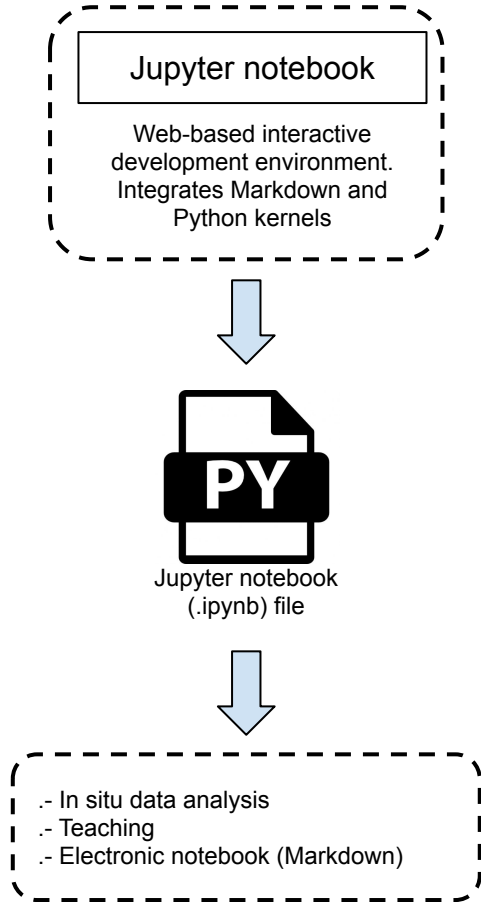 Jupyter notebook
Web-based interactive
development environment.
Integrates Markdown and
Python kernels
PY
Jupyter notebook
(.ipynb) file
.- In situ data analysis
.- Teaching
.- Electronic notebook (Markdown)